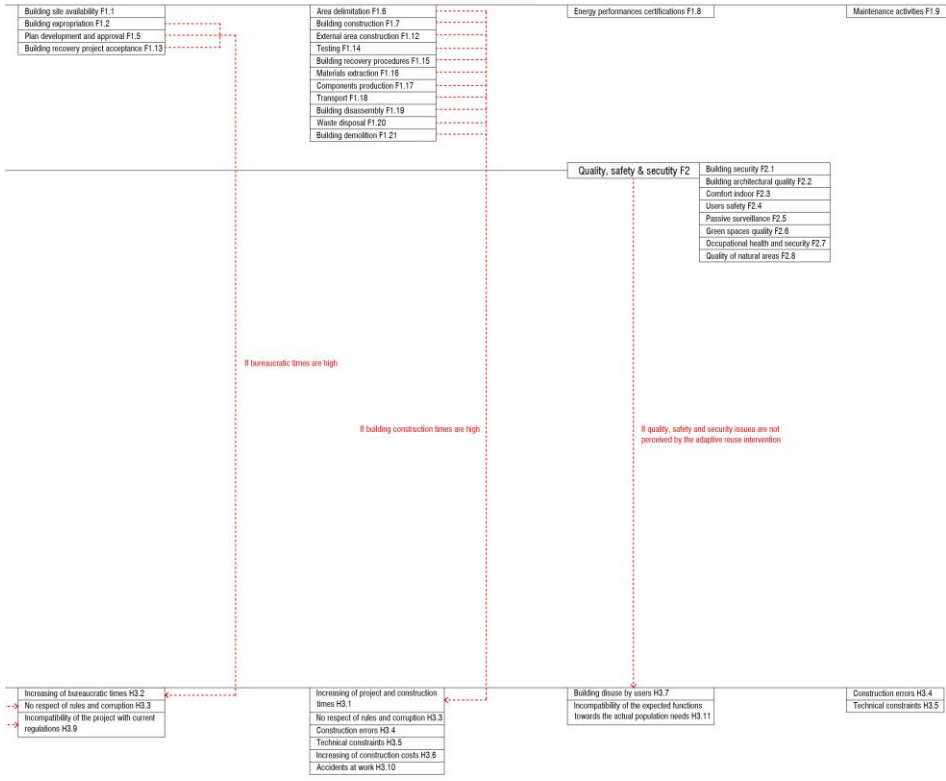 Building site availability F1.1
Building expropriation F1.2
Plan development and approval F1.5
Building recovery project acceptance F1.13
Area delimitation F1.6
Building construction F1.7
External area construction F1.12
Testing F1.14
Building recovery procedures F1.15
Materials extraction F1.16
Components production F1.17
Transport F1.18
Building disassembly F1.19
Waste disposal F1.20
Building demolition F1.21
Energy performances certifications F1.8
Maintenance activities F1.9
Quality, safety & secutity F2
Building security F2.1
Building architectural quality F2.2
Comfort indoor F2.3
Users safety F2.4
Passive surveillance F2.5
Green spaces quality F2.6
Occupational health and security F2.7
Quality of natural areas F2.8
If bureaucratic times are high
If building construction times are high
If quality, safety and security issuea are not
perceived by the adaptive reuse intervention
Increasing of bureaucratic times H3.2
No respect of rules and corruption H3.3
Incompatibility of the project with current
regulations H3.9
Increasing of project and construction
times H3.1
No respect of rules and corruption H3.3
Construction errors H3.4
Technical constraints H3.5
Increasing of construction costs H3.6
Accidents at work H3.10
Building disuse by users H3.7
Incompatibility of the expected functions
towards the actual population needs H3.11
Construction errors H3.4
Technical constraints H3.5